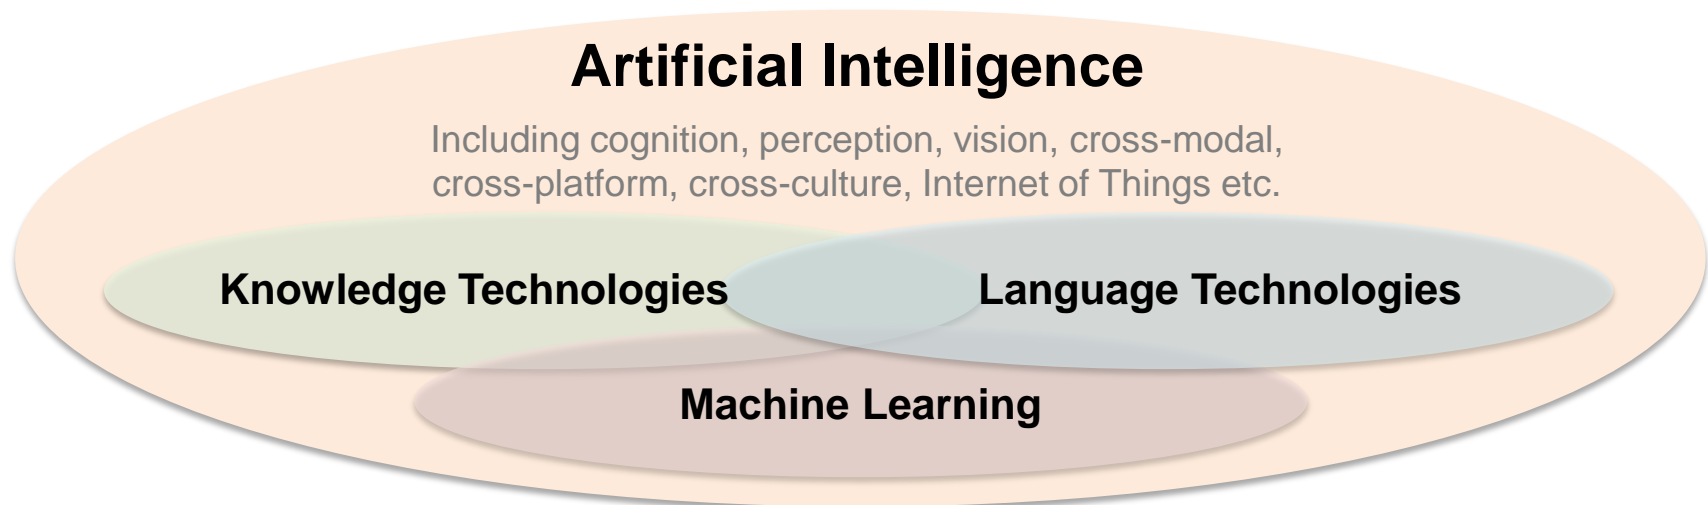 Artificial Intelligence
Including cognition, perception, vision, cross-modal,
cross-platform, cross-culture, Internet of Things etc.
Knowledge Technologies
Language Technologies
Machine Learning